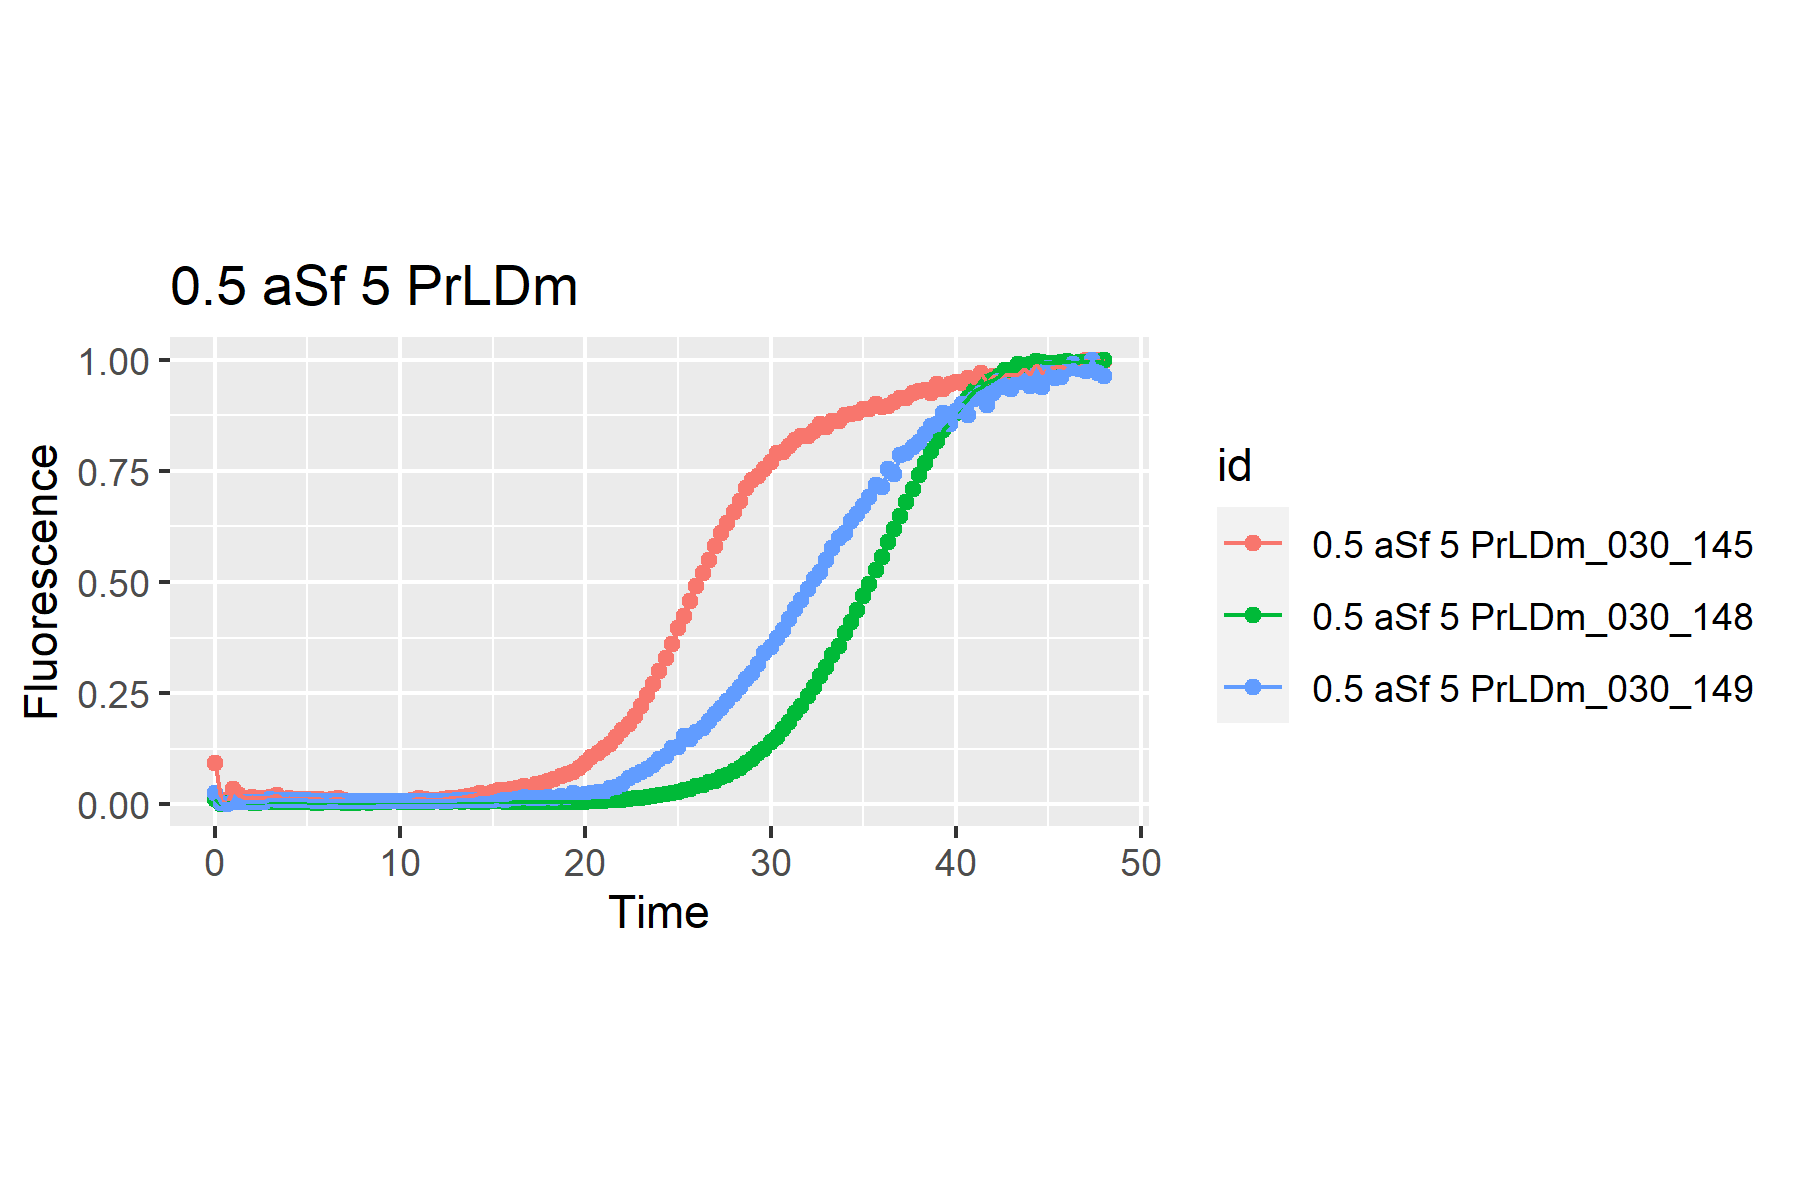 0.5 aSf 5 PrLDm
1.00
0.75
0.50
0.25
0.00
Fluorescence
0 10 20 30 40 50
Time
id
0.5 aSf 5 PrLDm_030_145
0.5 aSf 5 PrLDm_030_148
0.5 aSf 5 PrLDm_030_149